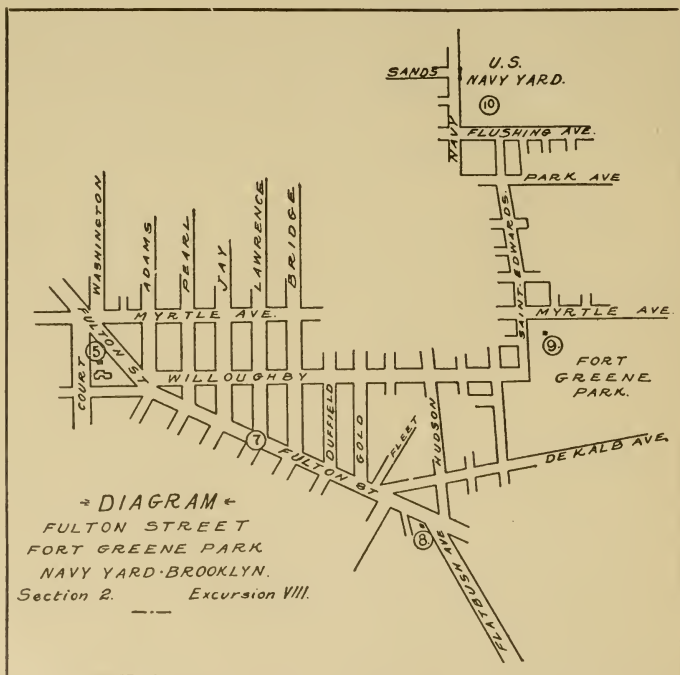 U.S.
NAVY YARD.
SANDS
10
NAVY
FLUSHING AVE.
PARK AVE
WASHINGTON
ADAMS
PEARL
JAY
LAWRENCE
BRIDGE
SAINT. EDWARDS.
MYRTLE AVE.
MYRTLE AVE.
FULTON ST
5
COURT
WILLOUGHBY
9.
FORT
GREENE
PARK.
DUFFIELD
GOLD
FLEET
HUDSON
7
FULTON ST
DE KALB AVE.
8.
FLATBUSH AVE
DIAGRAM
FULTON STREET
FORT GREENE PARK
NAVY YARD·BROOKLYN.
Section 2. Excursion VIII.